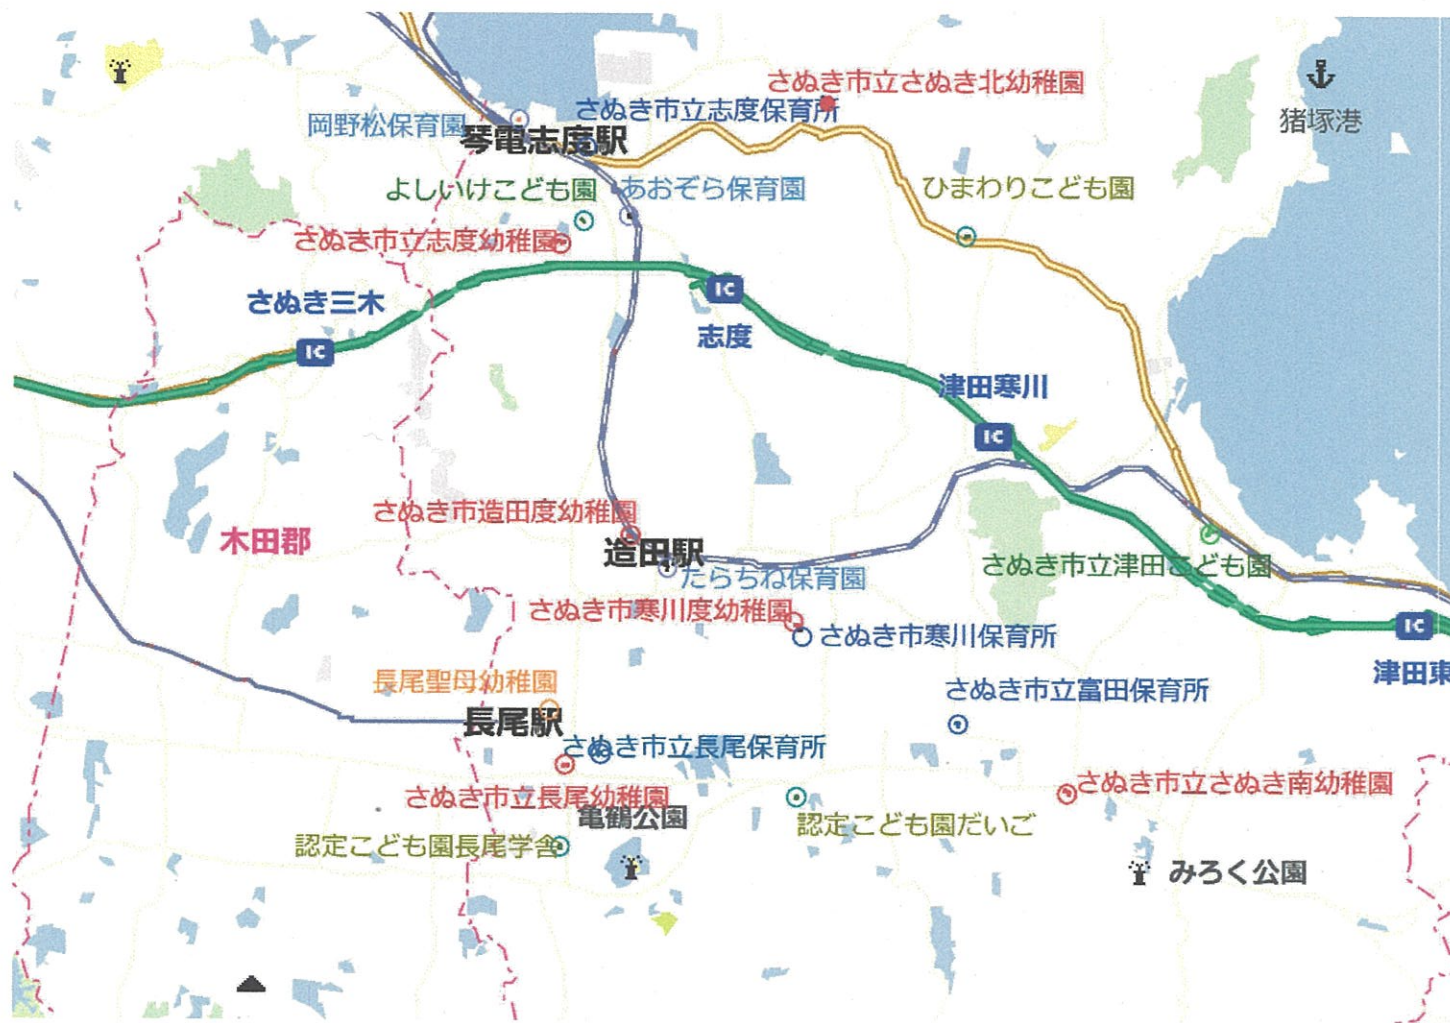 さぬき市立さぬき北幼稚園
さぬき市立志度保育所
岡野松保育園
琴電志度駅
猪塚港
よしいけこども園
あおぞら保育園
ひまわりこども園
さぬき市立志度幼稚園
さぬき三木
IC
IC
志度
津田寒川
IC
さぬき市造田度幼稚園
木田郡
造田駅
たらちね保育園
さぬき市立津田こども園
さぬき市寒川度幼稚園
さぬき市寒川保育所
IC
津田東
長尾聖母幼稚園
さぬき市立富田保育所
長尾駅
さぬき市立長尾保育所
さぬき市立さぬき南幼稚園
さぬき市立長尾幼稚園
亀鶴公園
認定こども園だいご
認定こども園長尾学舎
みろく公園